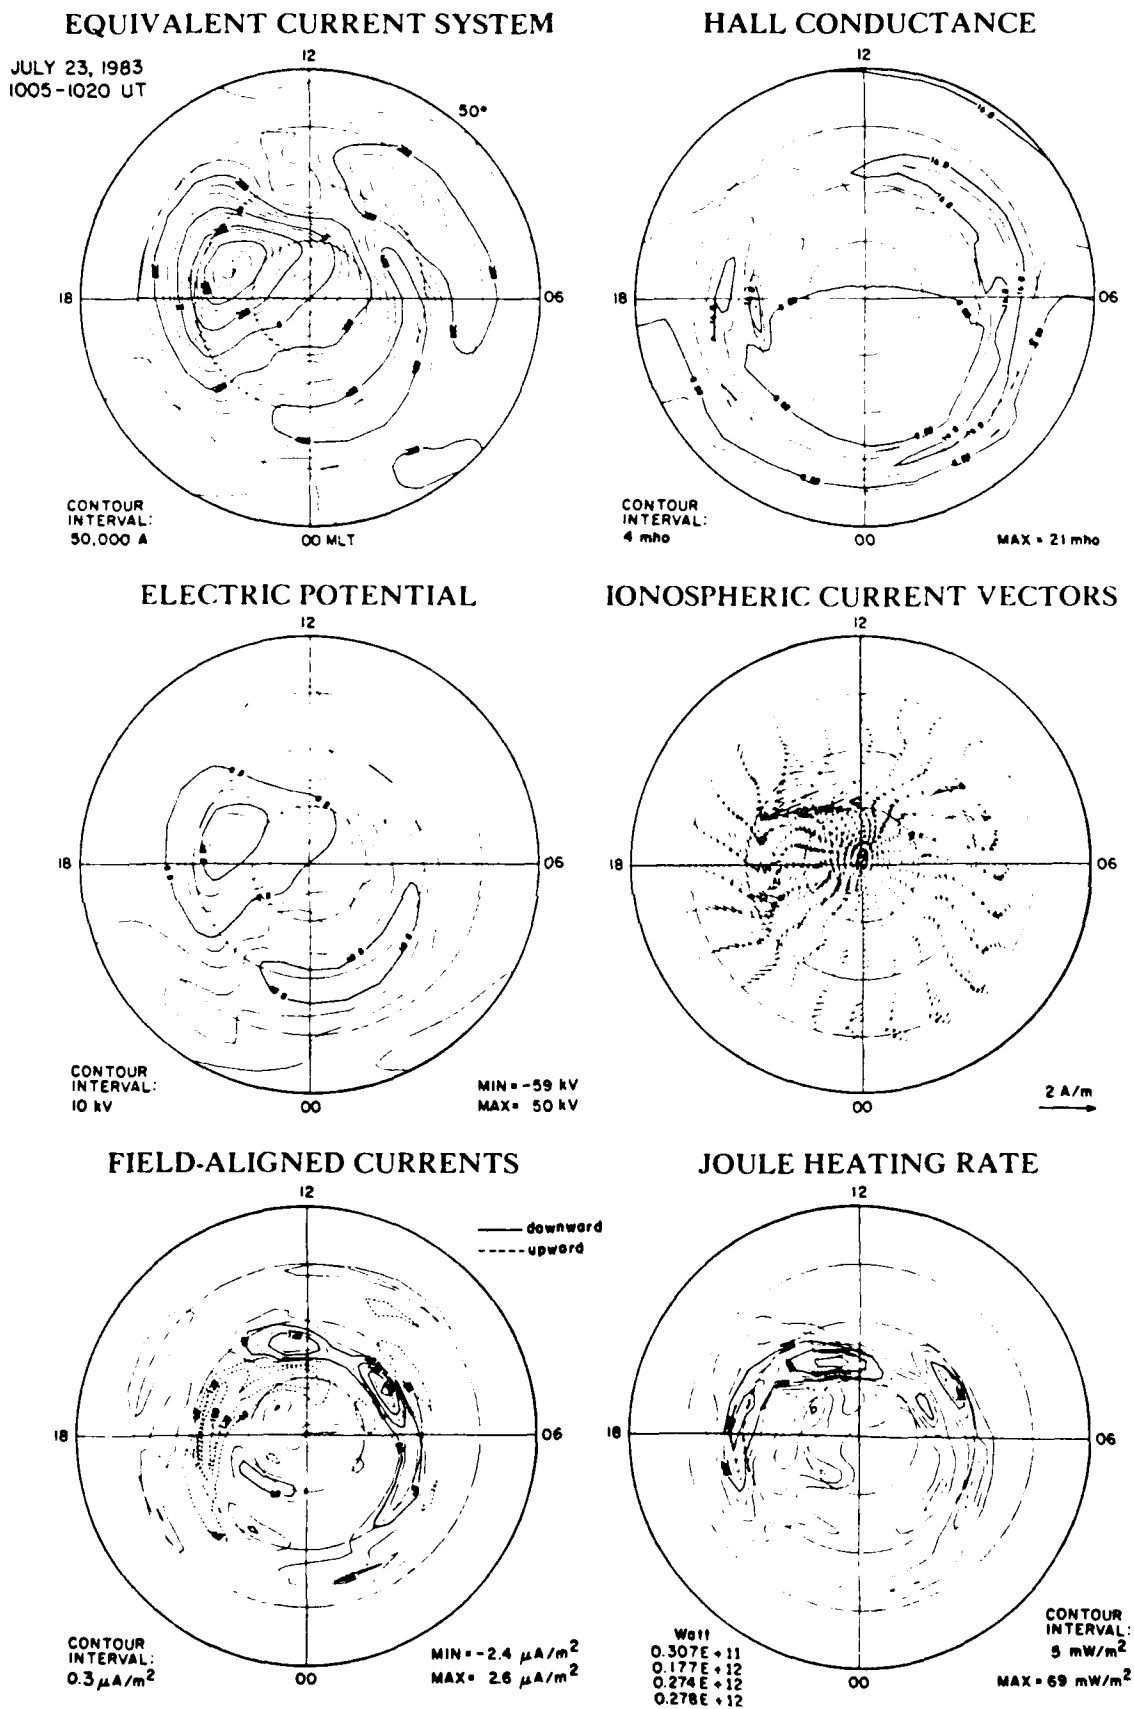 EQUIVALENT CURRENT SYSTEM
JULY 23, 1983
1005-1020 UT
12
50°
18
06
CONTOUR
INTERVAL:
50,000 A
00 MLT
HALL CONDUCTANCE
12
16.0
18
06
CONTOUR
INTERVAL:
4 mho
00
MAX = 21 mho
ELECTRIC POTENTIAL
12
18
06
CONTOUR
INTERVAL:
10 kV
00
MIN = -59 kV
MAX = 50 kV
IONOSPHERIC CURRENT VECTORS
12
18
06
00
2 A/m
FIELD-ALIGNED CURRENTS
12
downward
upward
18
06
CONTOUR
INTERVAL:
0.3 μA/m²
00
MIN = -2.4 μA/m²
MAX = 2.6 μA/m²
JOULE HEATING RATE
12
18
06
Watt
0.307E+11
0.177E+12
0.274E+12
0.278E+12
00
CONTOUR
INTERVAL:
5 mW/m²
MAX = 69 mW/m²